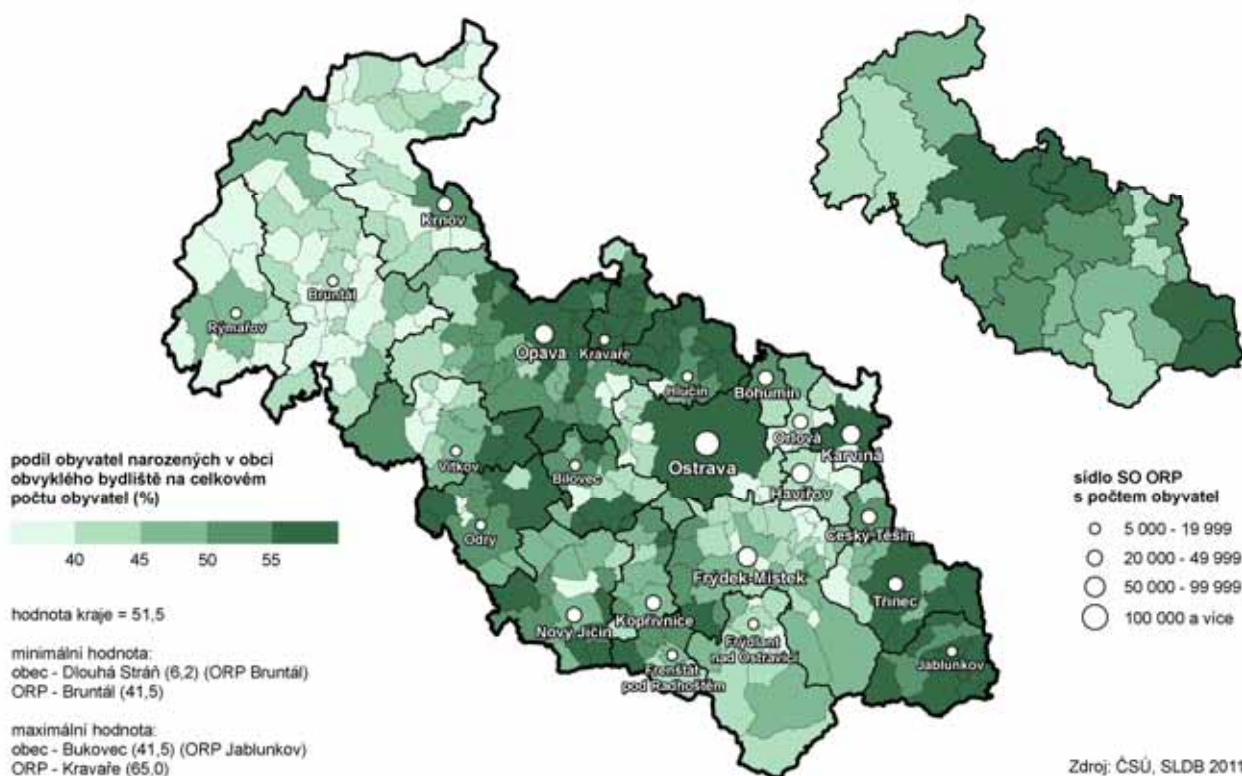 Krnov
Bruntál
Rýmařov
Opava
Kravaře
Hlučín
Bohumín
Orlová
Karviná
Ostrava
Vítkov
Bílovec
Havířov
Český Těšín
Odry
Frýdek-Místek
Třinec
Nový Jičín
Kopřivnice
Frýdlant
nad Ostravicí
Frenštát
pod Radhoštěm
Jablunkov
podíl obyvatel narozených v obci
obvyklého bydliště na celkovém
počtu obyvatel (%)
40 45 50 55
hodnota kraje = 51,5
minimální hodnota:
obec - Dlouhá Stráň (6,2) (ORP Bruntál)
ORP - Bruntál (41,5)
maximální hodnota:
obec - Bukovec (41,5) (ORP Jablunkov)
ORP - Kravaře (65,0)
sídlo SO ORP
s počtem obyvatel
5 000 - 19 999
20 000 - 49 999
50 000 - 99 999
100 000 a více
Zdroj: ČSÚ, SLDB 2011